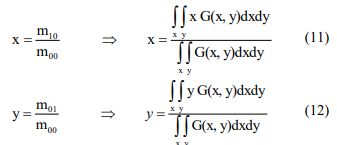 x = m10/m00 ⇒ x = ∬x y x G(x, y)dxdy / ∬x y G(x, y)dxdy (11)
y = m01/m00 ⇒ y = ∬x y y G(x, y)dxdy / ∬x y G(x, y)dxdy (12)